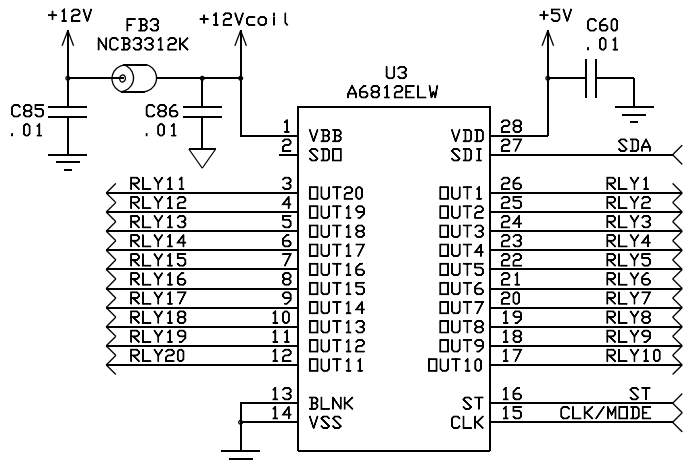 +12V
FB3
NCB3312K
+12Vcoil
+5V
C60
.01
U3
A6812ELW
C85
.01
C86
.01
1 VBB VDD 28
2 SDO SDI 27 SDA
RLY11 3 OUT20 OUT1 26 RLY1
RLY12 4 OUT19 OUT2 25 RLY2
RLY13 5 OUT18 OUT3 24 RLY3
RLY14 6 OUT17 OUT4 23 RLY4
RLY15 7 OUT16 OUT5 22 RLY5
RLY16 8 OUT15 OUT6 21 RLY6
RLY17 9 OUT14 OUT7 20 RLY7
RLY18 10 OUT13 OUT8 19 RLY8
RLY19 11 OUT12 OUT9 18 RLY9
RLY20 12 OUT11 OUT10 17 RLY10
13 BLNK ST 16 ST
14 VSS CLK 15 CLK/MODE